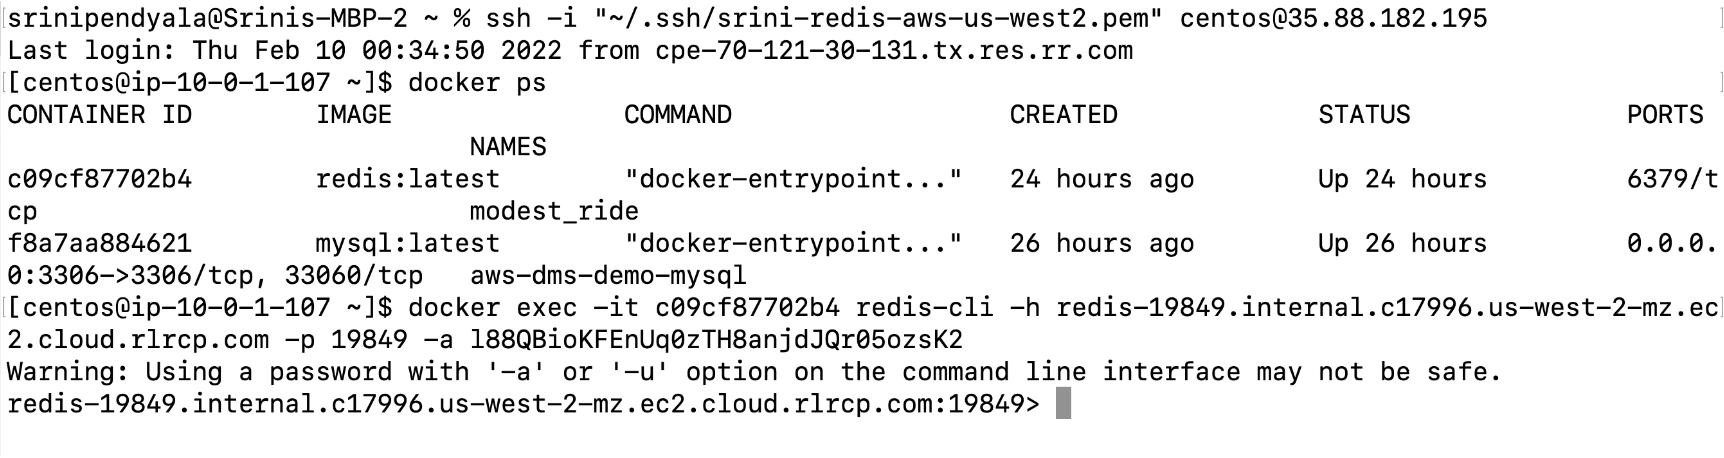 srinipendyala@Srinis-MBP-2 ~ % ssh -i "~/.ssh/srini-redis-aws-us-west2.pem" centos@35.88.182.195
Last login: Thu Feb 10 00:34:50 2022 from cpe-70-121-30-131.tx.res.rr.com
[centos@ip-10-0-1-107 ~]$ docker ps
CONTAINER ID        IMAGE               COMMAND                  CREATED             STATUS              PORTS
                              NAMES
c09cf87702b4        redis:latest        "docker-entrypoint..."   24 hours ago        Up 24 hours         6379/t
cp                            modest_ride
f8a7aa884621        mysql:latest        "docker-entrypoint..."   26 hours ago        Up 26 hours         0.0.0.
0:3306->3306/tcp, 33060/tcp   aws-dms-demo-mysql
[centos@ip-10-0-1-107 ~]$ docker exec -it c09cf87702b4 redis-cli -h redis-19849.internal.c17996.us-west-2-mz.ec
2.cloud.rlrcp.com -p 19849 -a l88QBioKFEnUq0zTH8anjdJQr05ozsK2
Warning: Using a password with '-a' or '-u' option on the command line interface may not be safe.
redis-19849.internal.c17996.us-west-2-mz.ec2.cloud.rlrcp.com:19849>